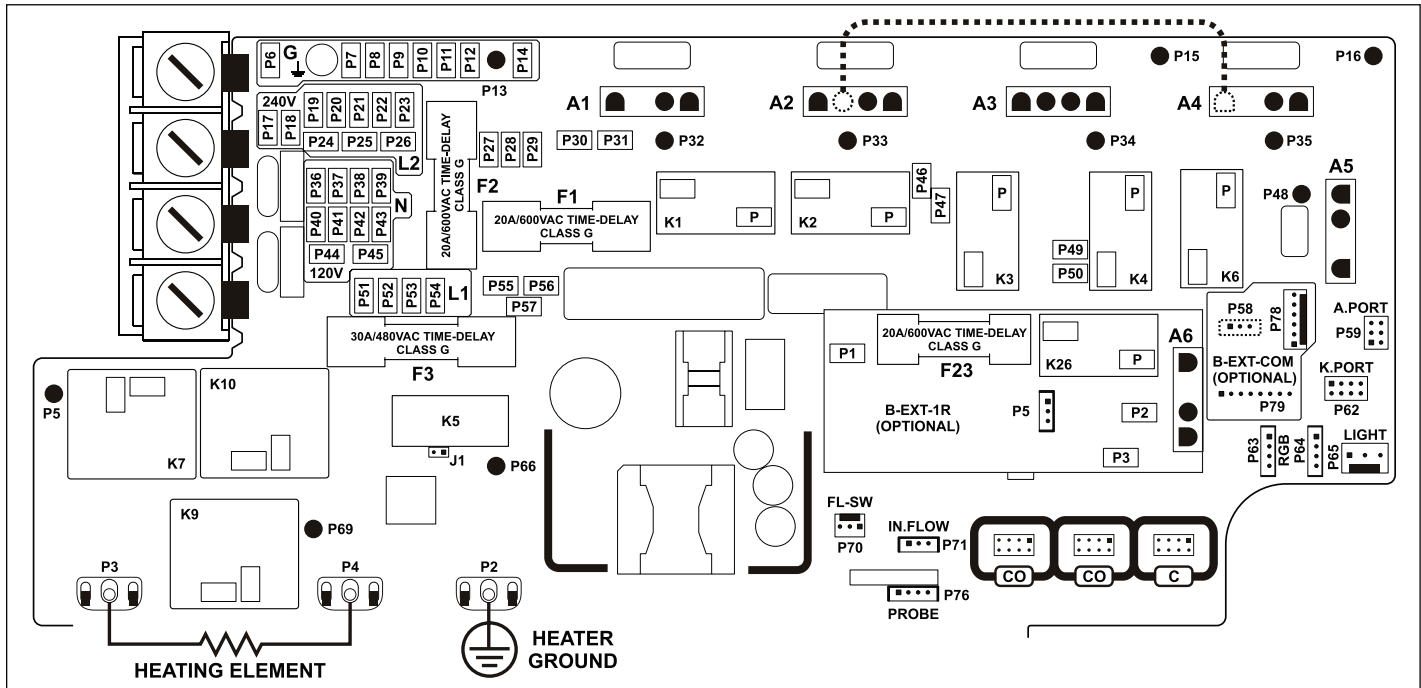 P6
G
P7
P8
P9
P10
P11
P12
P13
P14
P15
P16
240V
P17
P18
P19
P20
P21
P22
P23
P24
P25
P26
L2
20A/600VAC TIME-DELAY
CLASS G
F2
P27
P28
P29
P30
P31
A1
A2
A3
A4
P32
P33
P34
P35
A5
P36
P37
P38
P39
N
P40
P41
P42
P43
P44
P45
120V
F1
20A/600VAC TIME-DELAY
CLASS G
K1
P
K2
P
P46
P47
P
K3
P49
P50
P
K4
P
K6
P48
P51
P52
P53
P54
L1
P55
P56
P57
30A/480VAC TIME-DELAY
CLASS G
F3
P1
20A/600VAC TIME-DELAY
CLASS G
F23
K26
P
A6
P58
P78
B-EXT-COM
(OPTIONAL)
P79
A.PORT
P59
K.PORT
P62
P5
K7
K10
K5
J1
P66
B-EXT-1R
(OPTIONAL)
P5
P2
P3
P63
RGB
P64
P65
LIGHT
K9
P69
FL-SW
P70
IN.FLOW
P71
P76
PROBE
CO
CO
C
P3
P4
P2
HEATING ELEMENT
HEATER
GROUND